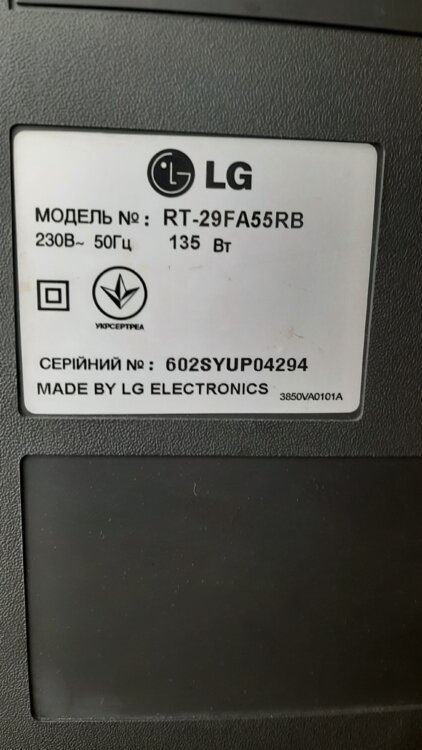 LG
МОДЕЛЬ № : RT-29FA55RB
230В~ 50Гц 135 Вт
УКРСЕРТРЕА
СЕРІЙНИЙ № : 602SYUP04294
MADE BY LG ELECTRONICS 3850VA0101A